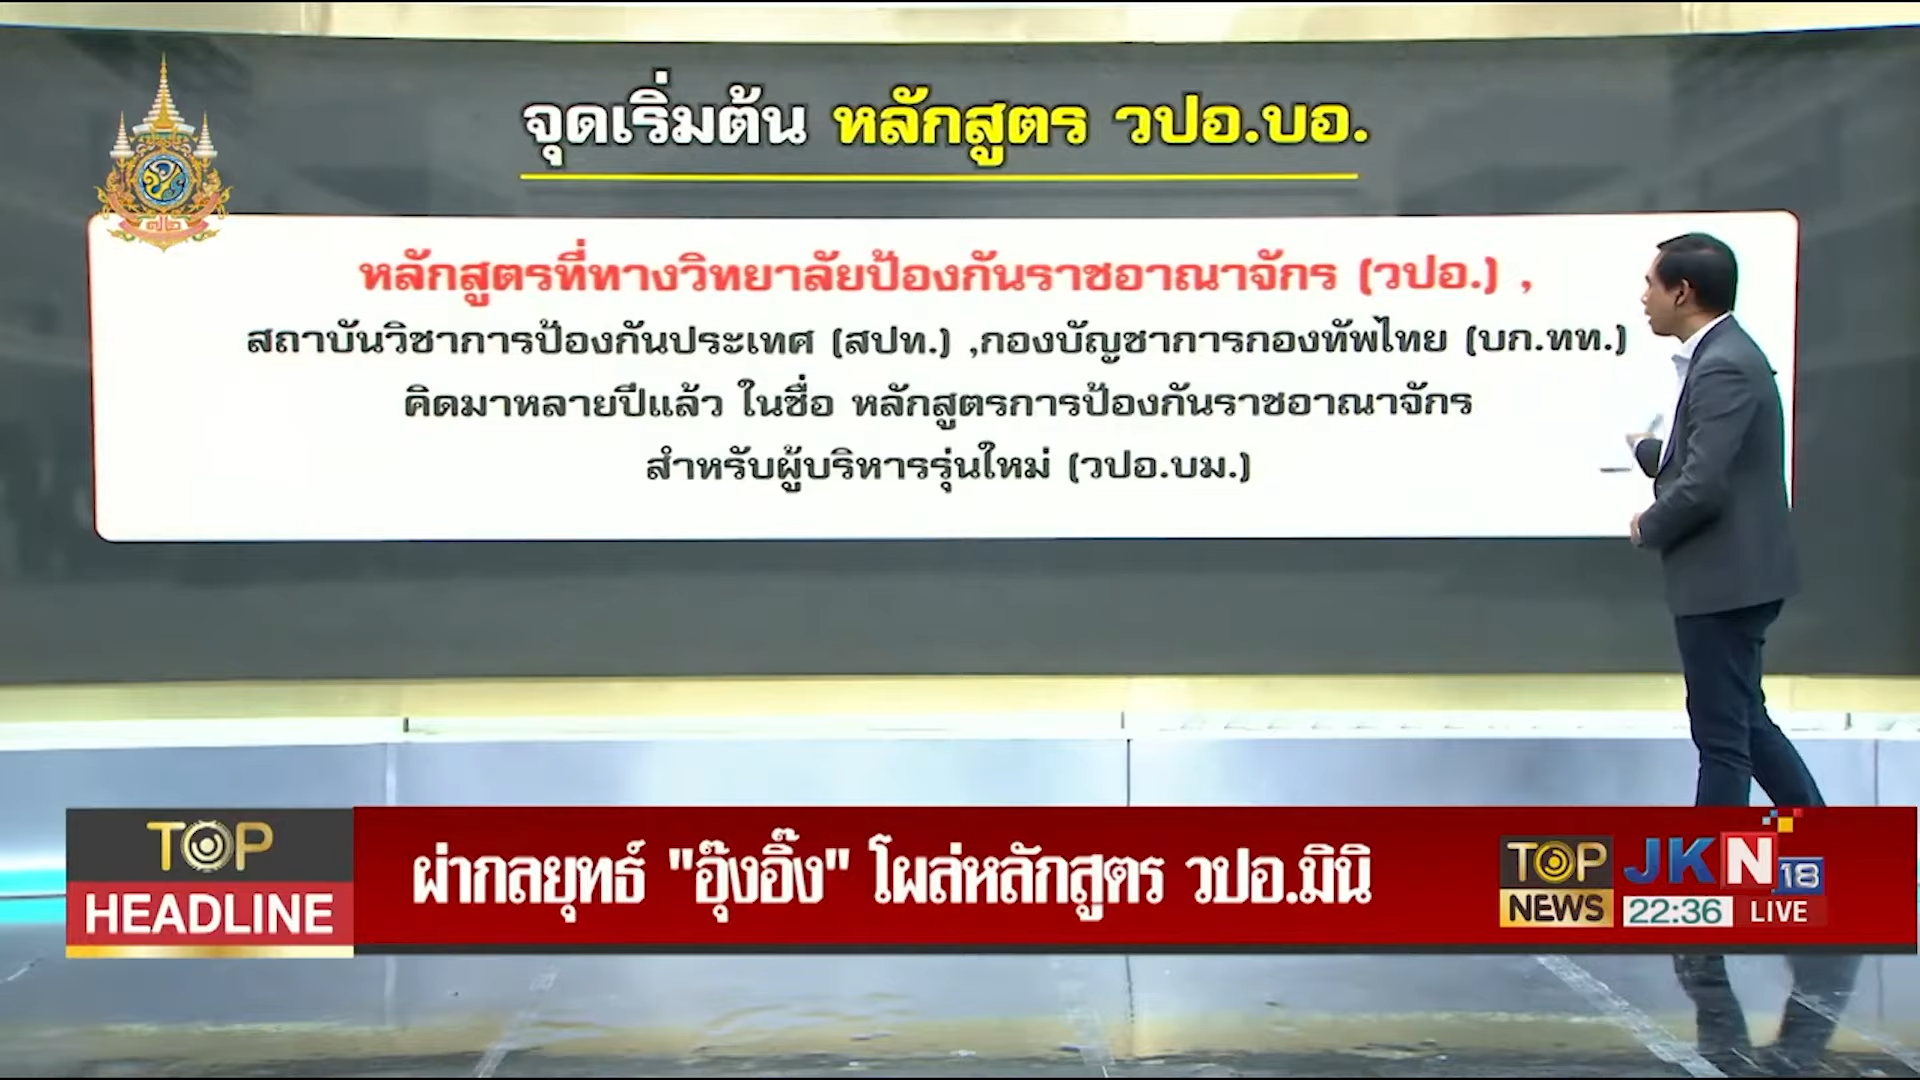 จุดเริ่มต้น หลักสูตร วปอ.บอ.
หลักสูตรที่ทางวิทยาลัยป้องกันราชอาณาจักร (วปอ.) ,
สถาบันวิชาการป้องกันประเทศ (สปท.) ,กองบัญชาการกองทัพไทย (บก.ทท.)
คิดมาหลายปีแล้ว ในชื่อ หลักสูตรการป้องกันราชอาณาจักร
สำหรับผู้บริหารรุ่นใหม่ (วปอ.บม.)
TOP
HEADLINE
ผ่ากลยุทธ์ "อุ๊งอิ๊ง" โผล่หลักสูตร วปอ.มินิ
TOP
NEWS
JKN
18
22:36
LIVE